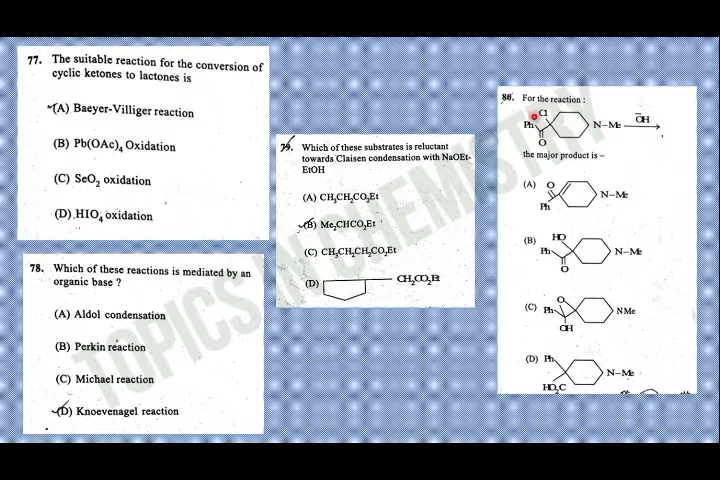 77. The suitable reaction for the conversion of
cyclic ketones to lactones is
(A) Baeyer-Villiger reaction
(B) Pb(OAc)4 Oxidation
(C) SeO2 oxidation
(D) HIO4 oxidation
78. Which of these reactions is mediated by an
organic base ?
(A) Aldol condensation
(B) Perkin reaction
(C) Michael reaction
(D) Knoevenagel reaction
79. Which of these substrates is reluctant
towards Claisen condensation with NaOEt-
EtOH
(A) CH3CH2CO2Et
(B) Me2CHCO2Et
(C) CH3CH2CH2CO2Et
(D) CH2CO2Et
80. For the reaction :
Cl
Ph N–Me OH
O
the major product is –
(A) O
N–Me
Ph
(B) HO
Ph N–Me
O
(C) O
Ph NMe
OH
(D) Ph
N–Me
HO2C
TOPICS IN CHEMISTRY